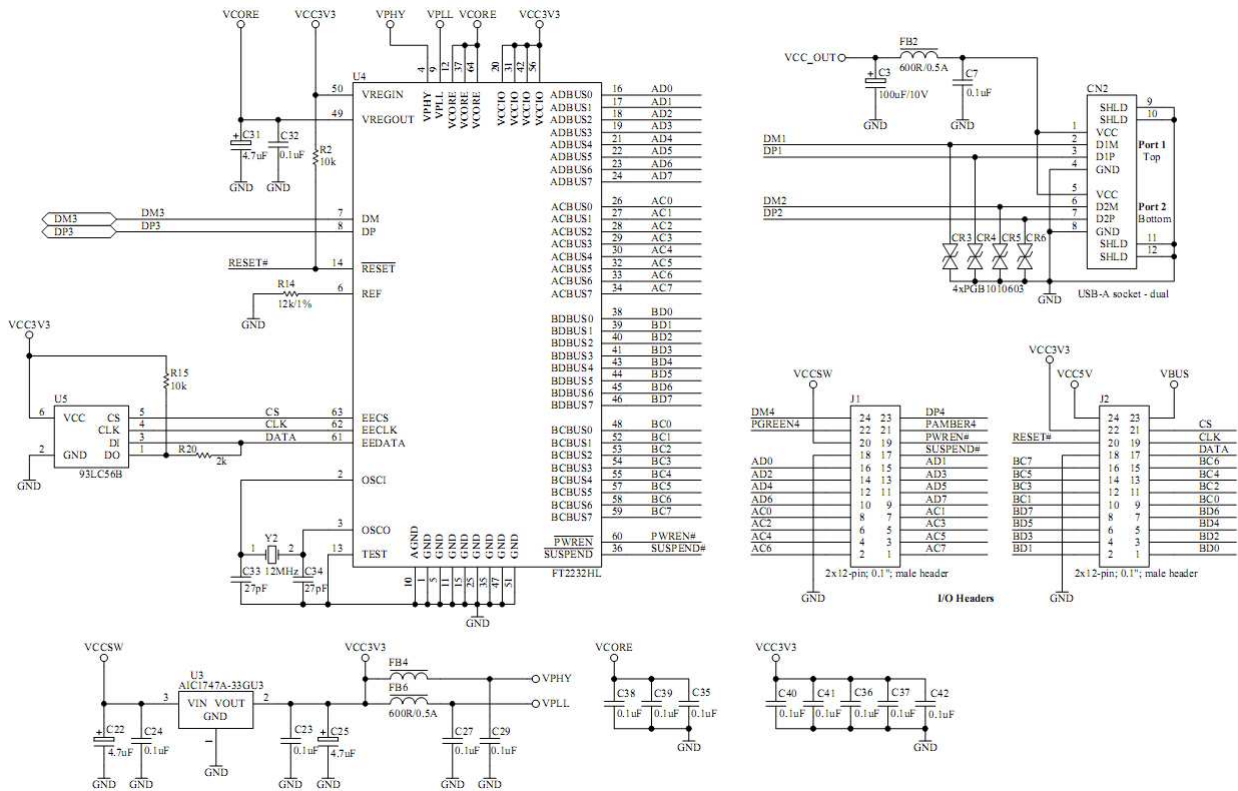 VCORE
VCC3V3
VPHY
VPLL
VCORE
VCC3V3
U4
4
9
12
37
64
20
31
42
56
VPHY
VPLL
VCORE
VCORE
VCORE
VCCIO
VCCIO
VCCIO
VCCIO
50 VREGIN
49 VREGOUT
C31
4.7uF
C32
0.1uF
R2
10k
GND
GND
DM3 DM3 7 DM
DP3 DP3 8 DP
RESET# 14 RESET
R14
12k/1%
6 REF
GND
ADBUS0 16 AD0
ADBUS1 17 AD1
ADBUS2 18 AD2
ADBUS3 19 AD3
ADBUS4 21 AD4
ADBUS5 22 AD5
ADBUS6 23 AD6
ADBUS7 24 AD7
ACBUS0 26 AC0
ACBUS1 27 AC1
ACBUS2 28 AC2
ACBUS3 29 AC3
ACBUS4 30 AC4
ACBUS5 32 AC5
ACBUS6 33 AC6
ACBUS7 34 AC7
BDBUS0 38 BD0
BDBUS1 39 BD1
BDBUS2 40 BD2
BDBUS3 41 BD3
BDBUS4 43 BD4
BDBUS5 44 BD5
BDBUS6 45 BD6
BDBUS7 46 BD7
BCBUS0 48 BC0
BCBUS1 52 BC1
BCBUS2 53 BC2
BCBUS3 54 BC3
BCBUS4 55 BC4
BCBUS5 57 BC5
BCBUS6 58 BC6
BCBUS7 59 BC7
PWREN 60 PWREN#
SUSPEND 36 SUSPEND#
FT2232HL
VCC3V3
R15
10k
U5
6 VCC CS 5 CS 63 EECS
CLK 4 CLK 62 EECLK
DI 3 DATA 61 EEDATA
2 GND DO 1
R20
2k
93LC56B
GND
2 OSCI
3 OSCO
13 TEST
1 Y2 2
12MHz
C33
27pF
C34
27pF
AGND
GND
GND
GND
GND
GND
GND
GND
GND
10
1
5
11
15
25
35
47
51
GND
VCC_OUT
FB2
600R/0.5A
C3
100uF/10V
C7
0.1uF
GND
GND
CN2
SHLD 9
SHLD 10
1 VCC
DM1 2 D1M Port 1
DP1 3 D1P Top
4 GND
5 VCC
DM2 6 D2M Port 2
DP2 7 D2P Bottom
8 GND
SHLD 11
SHLD 12
CR3 CR4 CR5 CR6
4xPGB1010603
GND
USB-A socket - dual
VCCSW
J1
DM4 24 23 DP4
PGREEN4 22 21 PAMBER4
20 19 PWREN#
18 17 SUSPEND#
AD0 16 15 AD1
AD2 14 13 AD3
AD4 12 11 AD5
AD6 10 9 AD7
AC0 8 7 AC1
AC2 6 5 AC3
AC4 4 3 AC5
AC6 2 1 AC7
2x12-pin; 0.1"; male header
GND
VCC3V3
VCC5V
VBUS
J2
24 23
22 21 CS
RESET# 20 19 CLK
18 17 DATA
BC7 16 15 BC6
BC5 14 13 BC4
BC3 12 11 BC2
BC1 10 9 BC0
BD7 8 7 BD6
BD5 6 5 BD4
BD3 4 3 BD2
BD1 2 1 BD0
2x12-pin; 0.1"; male header
GND
I/O Headers
VCCSW
U3
AIC1747A-33GU3
3 VIN VOUT 2
GND
1
C22
4.7uF
C24
0.1uF
GND
GND
GND
VCC3V3
C23
0.1uF
C25
4.7uF
GND
GND
FB4
FB6
600R/0.5A
VPHY
VPLL
C27
0.1uF
C29
0.1uF
GND
GND
VCORE
C38
0.1uF
C39
0.1uF
C35
0.1uF
GND
VCC3V3
C40
0.1uF
C41
0.1uF
C36
0.1uF
C37
0.1uF
C42
0.1uF
GND